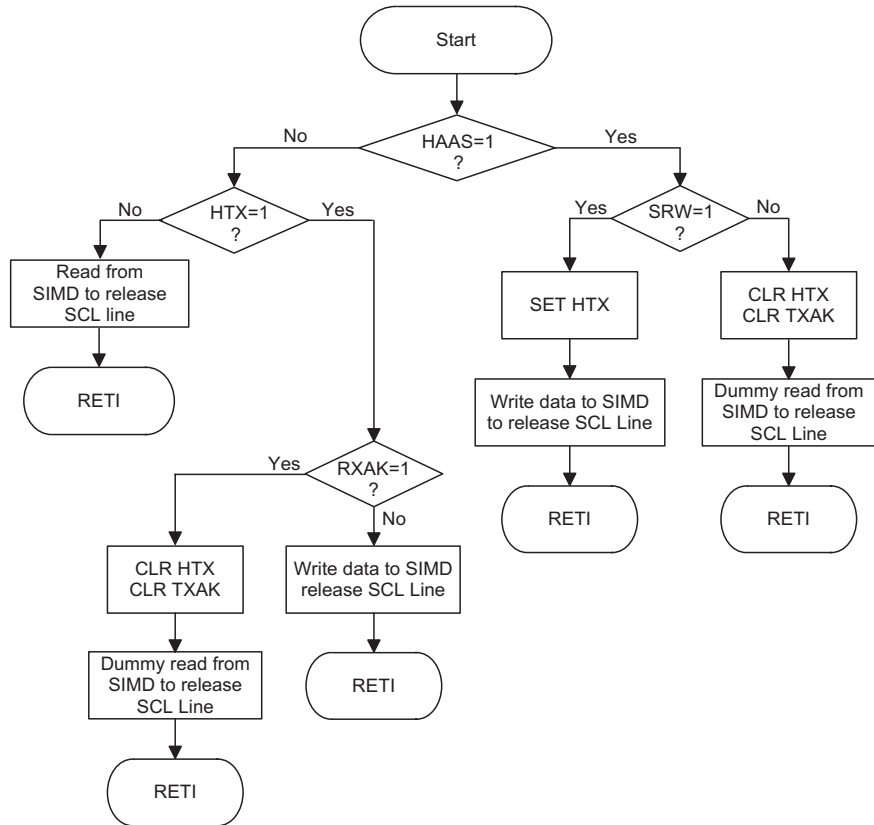 Start
HAAS=1
?
No
Yes
HTX=1
?
No
Yes
SRW=1
?
Yes
No
Read from
SIMD to release
SCL line
RETI
SET HTX
CLR HTX
CLR TXAK
Write data to SIMD
to release SCL Line
Dummy read from
SIMD to release
SCL Line
RETI
RETI
RXAK=1
?
Yes
No
CLR HTX
CLR TXAK
Write data to SIMD
release SCL Line
Dummy read from
SIMD to release
SCL Line
RETI
RETI